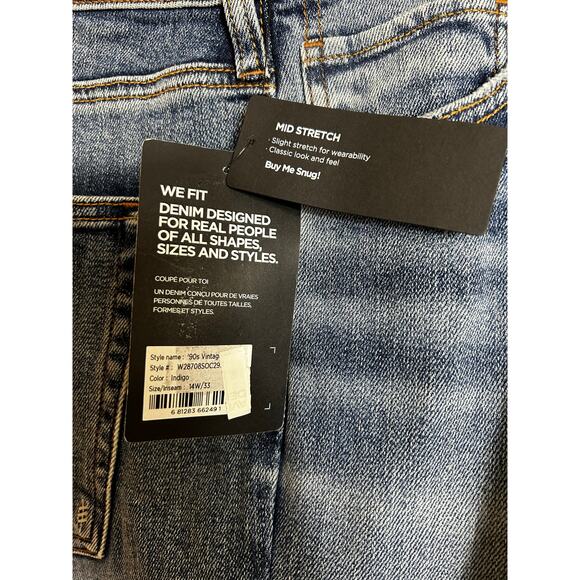 MID STRETCH
· Slight stretch for wearability
· Classic look and feel
Buy Me Snug!
WE FIT
DENIM DESIGNED
FOR REAL PEOPLE
OF ALL SHAPES,
SIZES AND STYLES.
COUPÉ POUR TOI
UN DENIM CONÇU POUR DE VRAIES
PERSONNES DE TOUTES TAILLES,
FORMES ET STYLES.
Style name : '90s Vintag
Style # : W28708SOC29
Color : Indigo
Size/Inseam : 14W/33
6 81283 66249 1